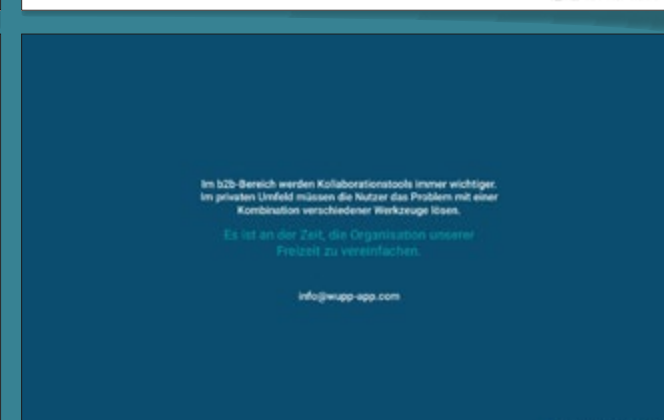 Im b2b-Bereich werden Kollaborationstools immer wichtiger.
Im privaten Umfeld müssen die Nutzer das Problem mit einer
Kombination verschiedener Werkzeuge lösen.
Es ist an der Zeit, die Organisation unserer
Freizeit zu vereinfachen.
info@wupp-app.com